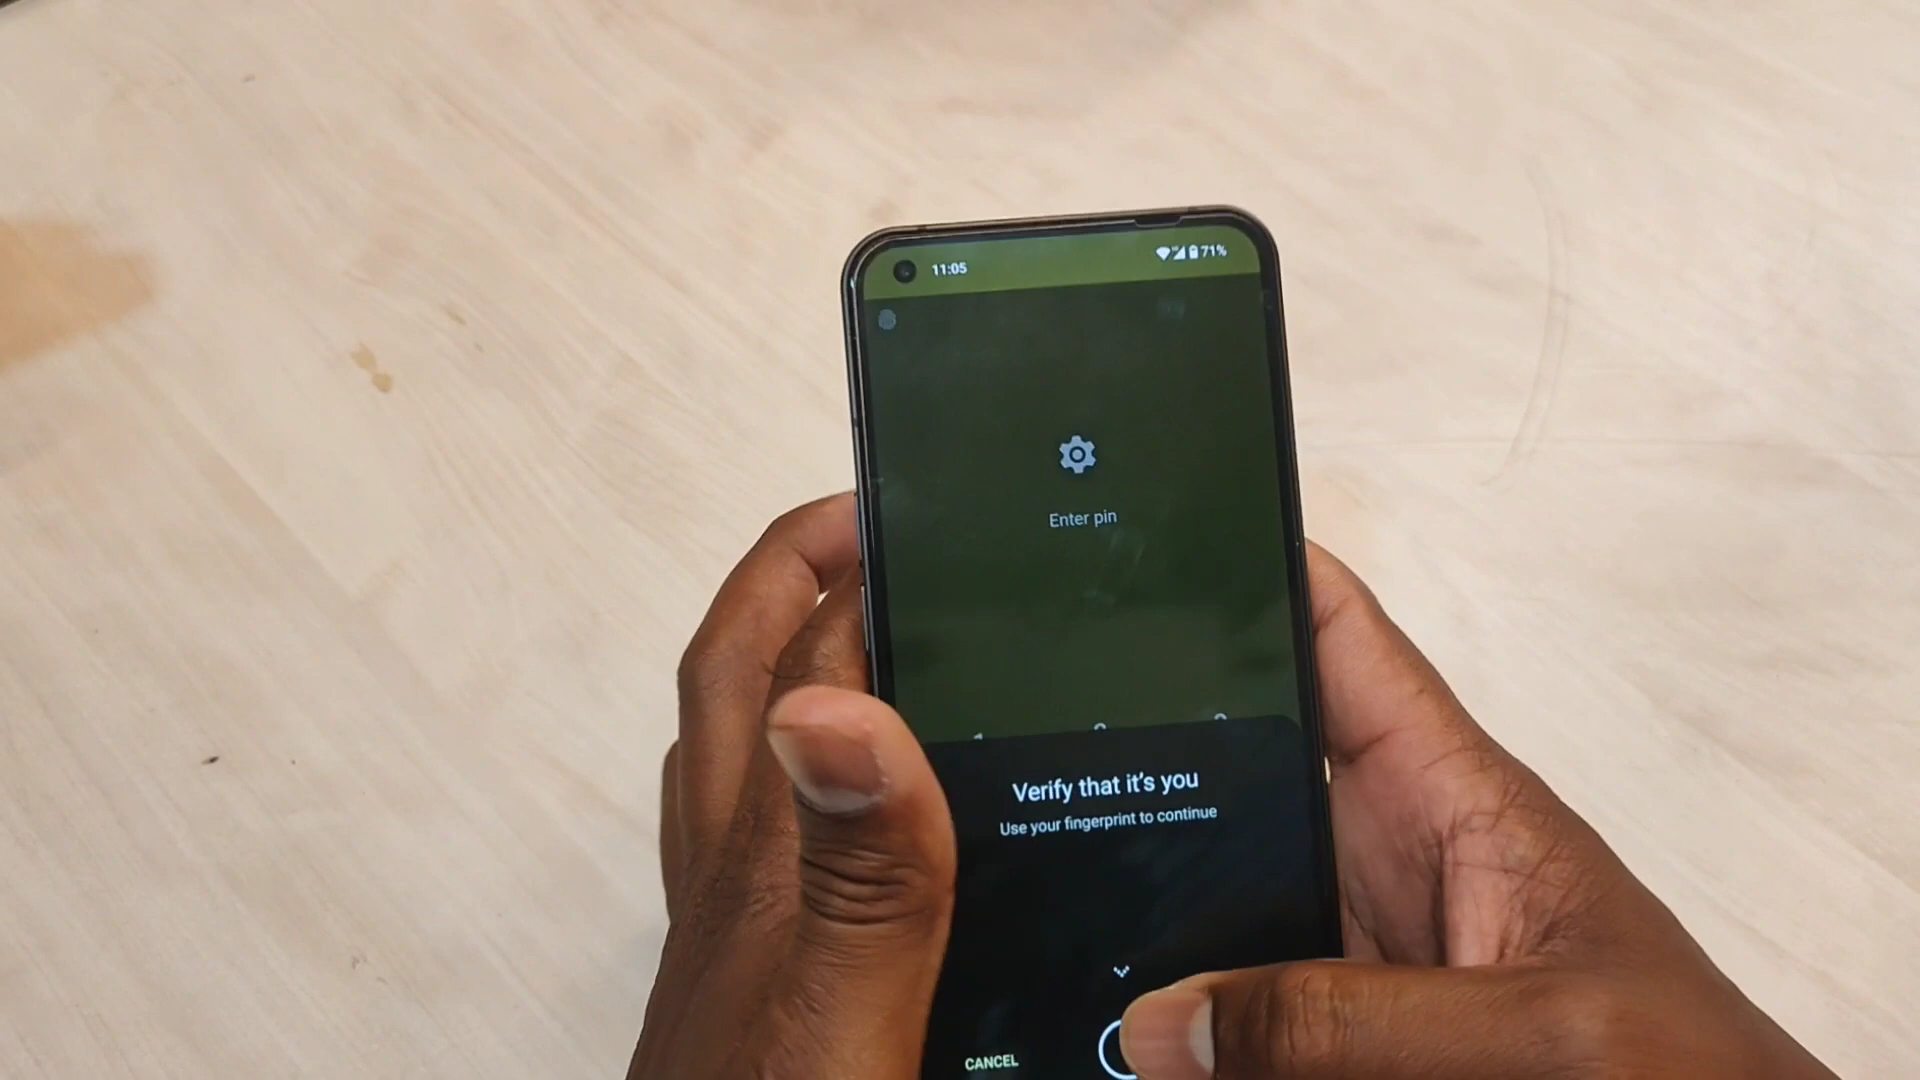 11:05 71%
Enter pin
Verify that it's you
Use your fingerprint to continue
CANCEL